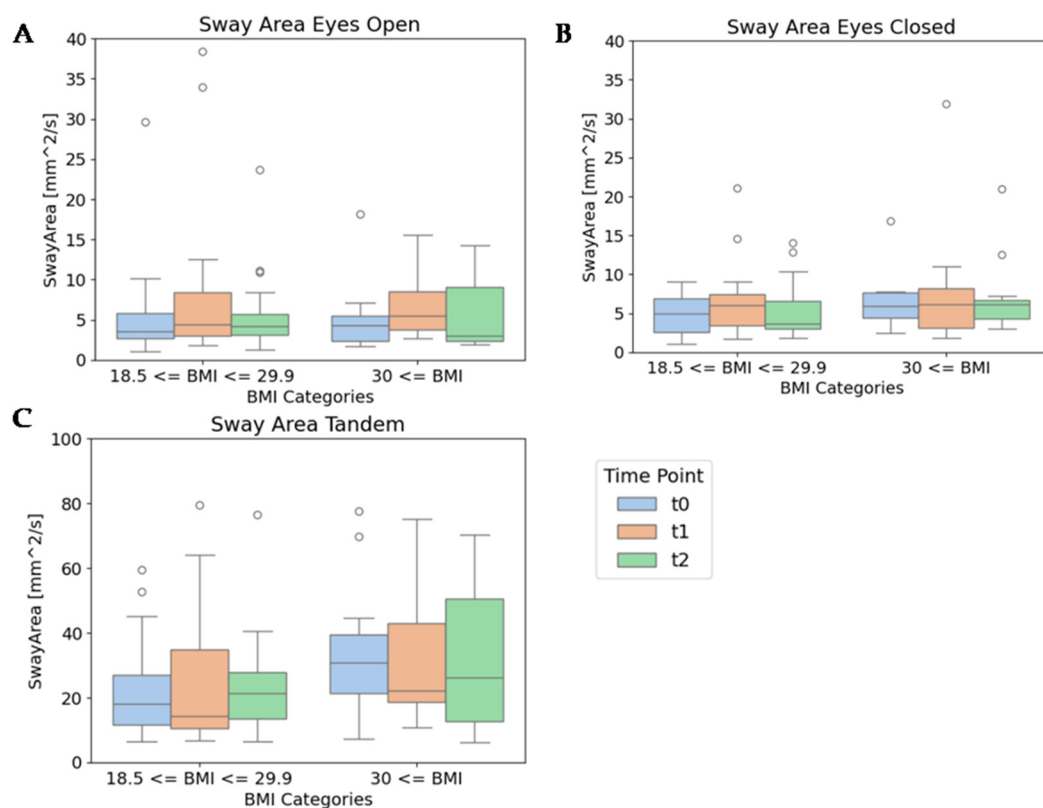 A
Sway Area Eyes Open
SwayArea [mm^2/s]
40
35
30
25
20
15
10
5
0
18.5 <= BMI <= 29.9
30 <= BMI
BMI Categories
B
Sway Area Eyes Closed
SwayArea [mm^2/s]
40
35
30
25
20
15
10
5
0
18.5 <= BMI <= 29.9
30 <= BMI
BMI Categories
C
Sway Area Tandem
SwayArea [mm^2/s]
100
80
60
40
20
0
18.5 <= BMI <= 29.9
30 <= BMI
BMI Categories
Time Point
t0
t1
t2